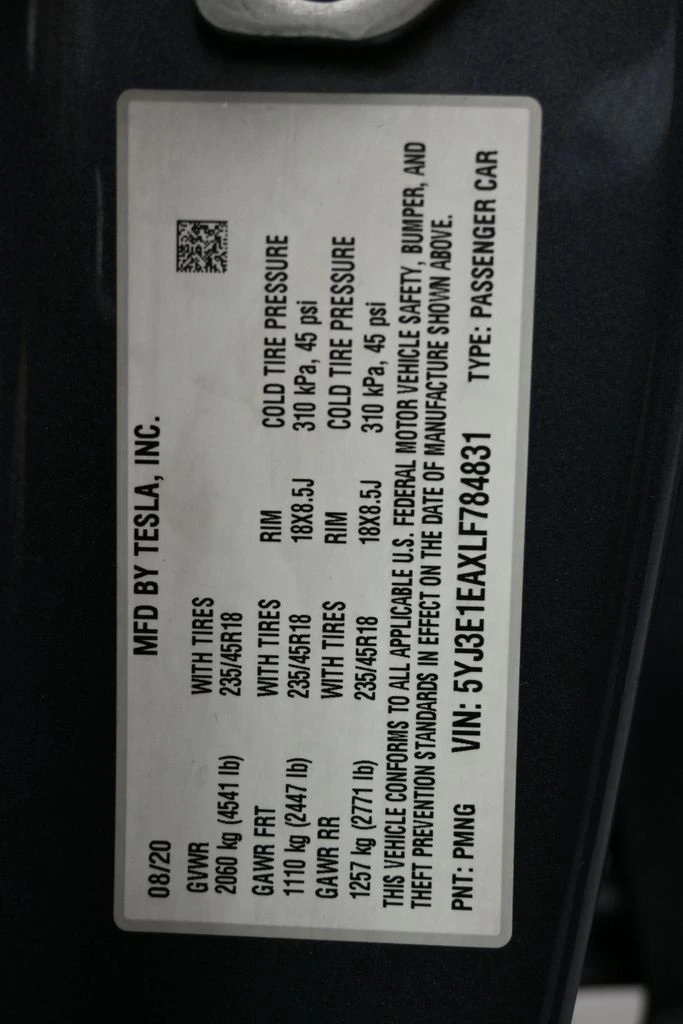 MFD BY TESLA, INC.
08/20
GVWR WITH TIRES
2060 kg (4541 lb) 235/45R18
GAWR FRT WITH TIRES RIM COLD TIRE PRESSURE
1110 kg (2447 lb) 235/45R18 18X8.5J 310 kPa, 45 psi
GAWR RR WITH TIRES RIM COLD TIRE PRESSURE
1257 kg (2771 lb) 235/45R18 18X8.5J 310 kPa, 45 psi
THIS VEHICLE CONFORMS TO ALL APPLICABLE U.S. FEDERAL MOTOR VEHICLE SAFETY, BUMPER, AND
THEFT PREVENTION STANDARDS IN EFFECT ON THE DATE OF MANUFACTURE SHOWN ABOVE.
PNT: PMNG VIN: 5YJ3E1EAXLF784831 TYPE: PASSENGER CAR